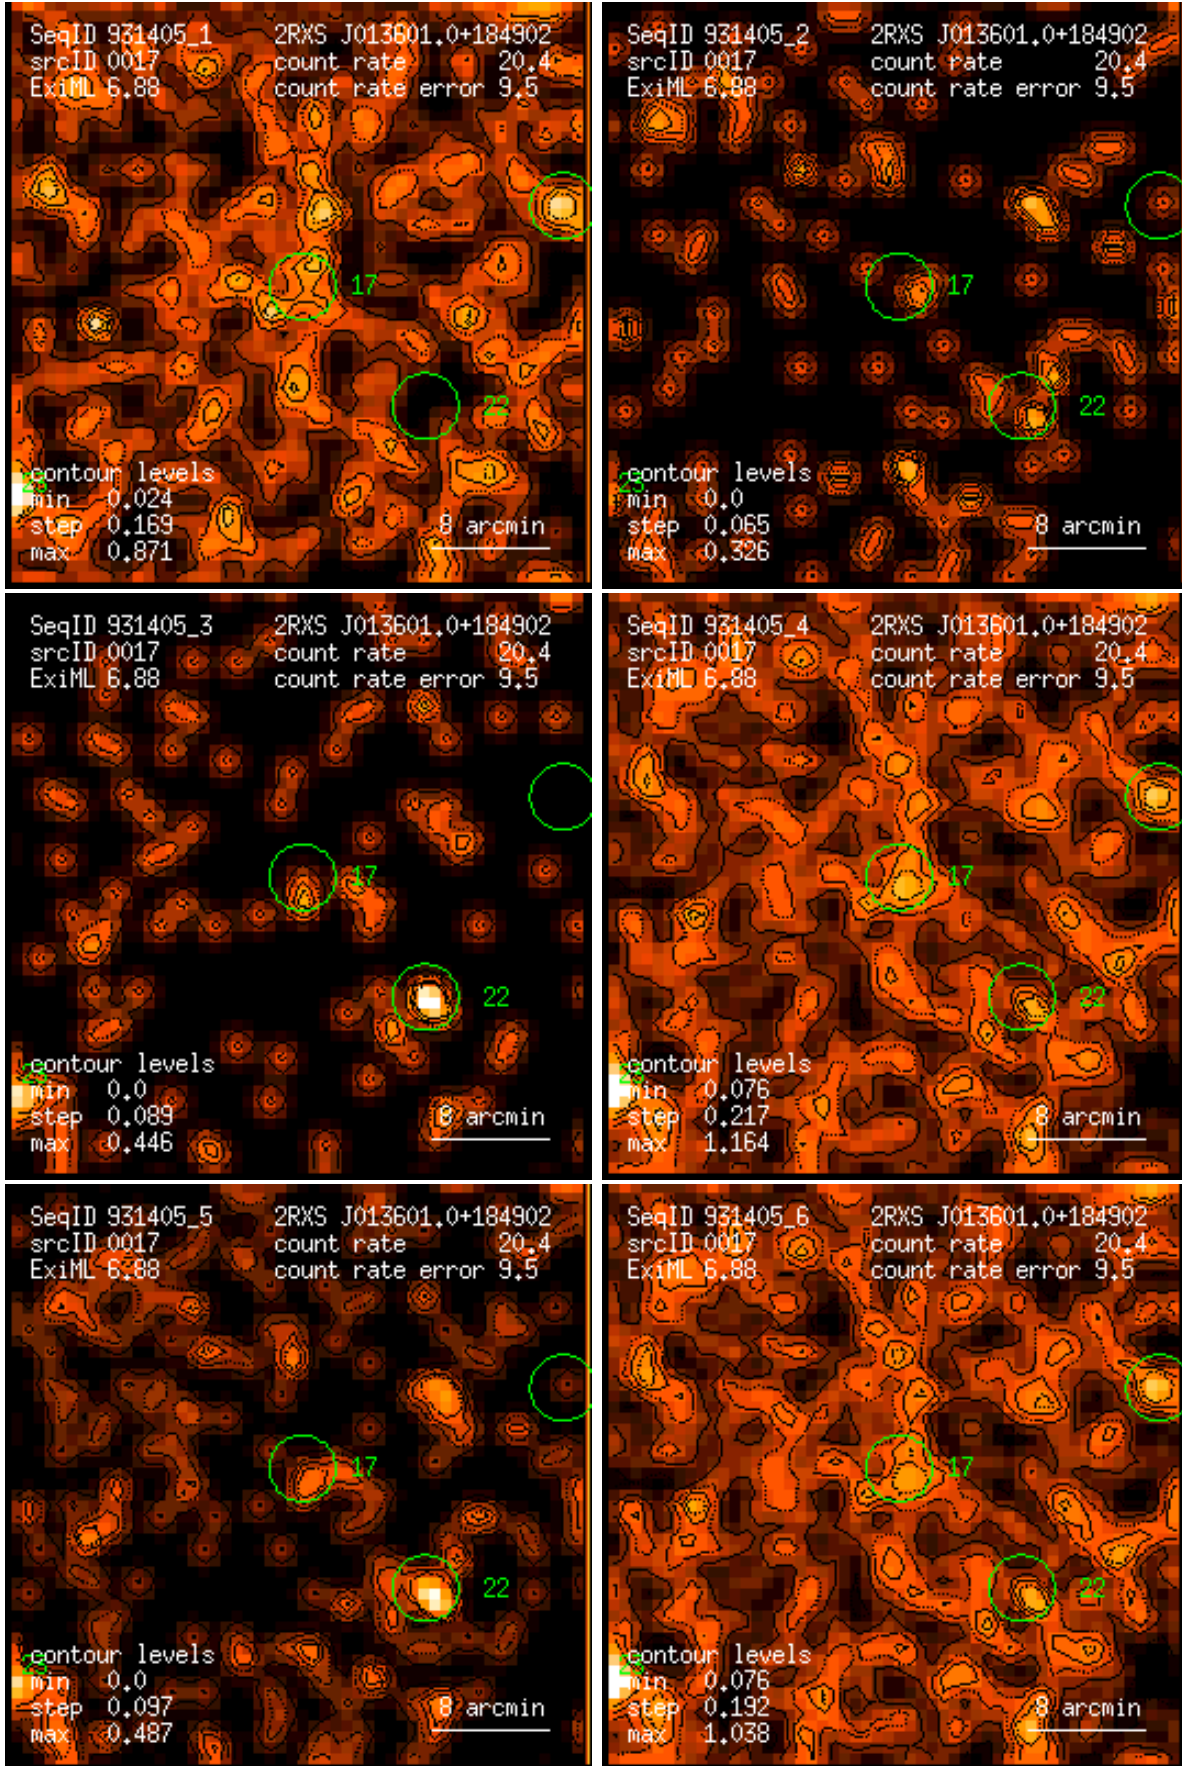 SeqID 931405_1 2RXS J013601.0+184902
srcID 0017 count rate 20.4
ExiML 6.88 count rate error 9.5
17
22
contour levels
23
min 0.024
step 0.169 8 arcmin
max 0.871
SeqID 931405_2 2RXS J013601.0+184902
srcID 0017 count rate 20.4
ExiML 6.88 count rate error 9.5
17
22
contour levels
23
min 0.0
step 0.065 8 arcmin
max 0.326
SeqID 931405_3 2RXS J013601.0+184902
srcID 0017 count rate 20.4
ExiML 6.88 count rate error 9.5
17
22
contour levels
23
min 0.0
step 0.089 8 arcmin
max 0.446
SeqID 931405_4 2RXS J013601.0+184902
srcID 0017 count rate 20.4
ExiML 6.88 count rate error 9.5
17
22
contour levels
23
min 0.076
step 0.217 8 arcmin
max 1.164
SeqID 931405_5 2RXS J013601.0+184902
srcID 0017 count rate 20.4
ExiML 6.88 count rate error 9.5
17
22
contour levels
23
min 0.0
step 0.097 8 arcmin
max 0.487
SeqID 931405_6 2RXS J013601.0+184902
srcID 0017 count rate 20.4
ExiML 6.88 count rate error 9.5
17
22
contour levels
23
min 0.076
step 0.192 8 arcmin
max 1.038